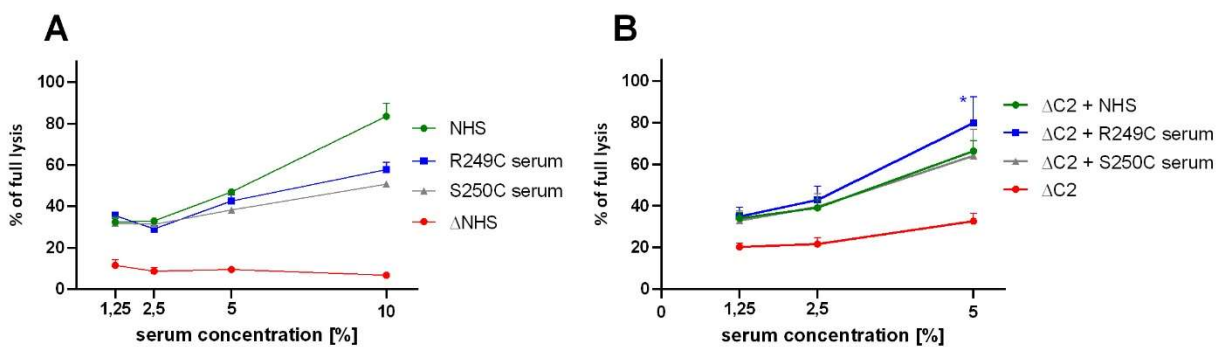 A
% of full lysis
100
80
60
40
20
0
1,25
2,5
5
10
serum concentration [%]
NHS
R249C serum
S250C serum
ΔNHS
B
% of full lysis
100
80
60
40
20
0
0
1,25
2,5
5
serum concentration [%]
*
ΔC2 + NHS
ΔC2 + R249C serum
ΔC2 + S250C serum
ΔC2